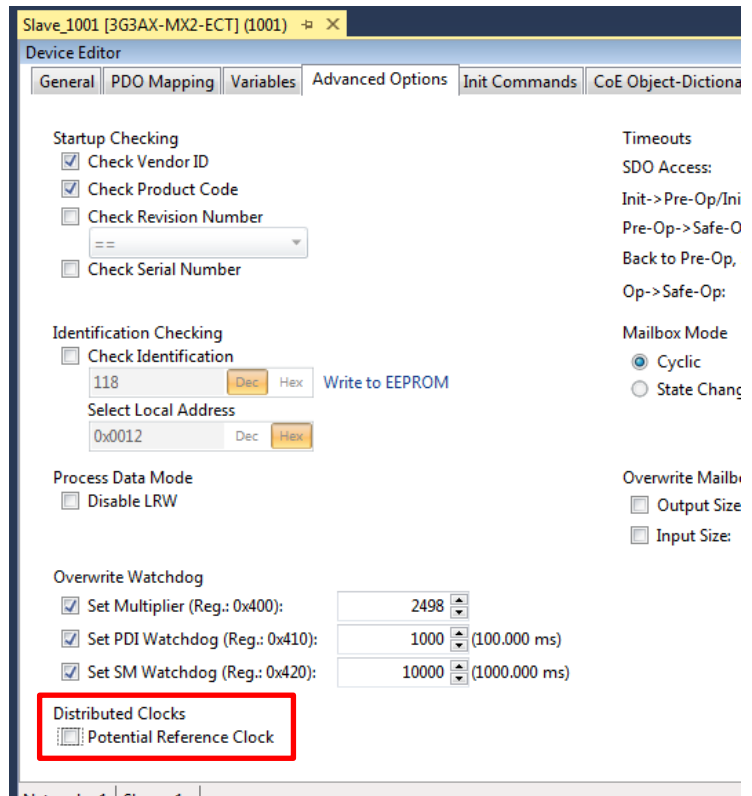 Slave_1001 [3G3AX-MX2-ECT] (1001)
Device Editor
General PDO Mapping Variables Advanced Options Init Commands CoE Object-Dictiona
Startup Checking
Check Vendor ID
Check Product Code
Check Revision Number
==
Check Serial Number
Timeouts
SDO Access:
Init->Pre-Op/Ini
Pre-Op->Safe-O
Back to Pre-Op,
Op->Safe-Op:
Identification Checking
Check Identification
118 Dec Hex Write to EEPROM
Select Local Address
0x0012 Dec Hex
Mailbox Mode
Cyclic
State Chang
Process Data Mode
Disable LRW
Overwrite Mailb
Output Size
Input Size:
Overwrite Watchdog
Set Multiplier (Reg.: 0x400): 2498
Set PDI Watchdog (Reg.: 0x410): 1000 (100.000 ms)
Set SM Watchdog (Reg.: 0x420): 10000 (1000.000 ms)
Distributed Clocks
Potential Reference Clock